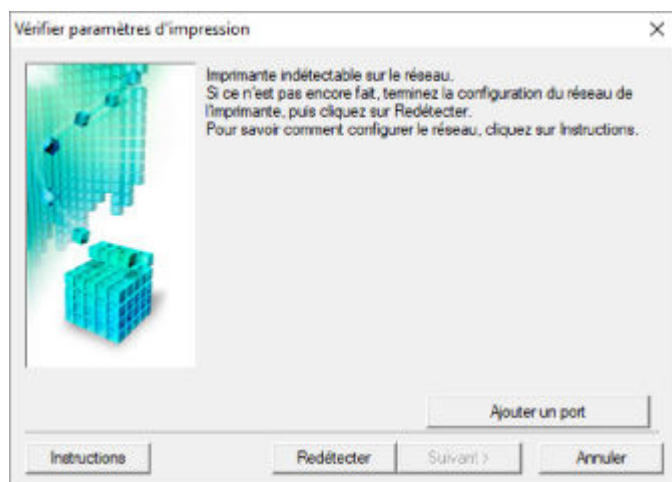 Vérifier paramètres d'impression
Imprimante indétectable sur le réseau.
Si ce n'est pas encore fait, terminez la configuration du réseau de
l'imprimante, puis cliquez sur Redétecter.
Pour savoir comment configurer le réseau, cliquez sur Instructions.
Ajouter un port
Instructions
Redétecter
Suivant >
Annuler